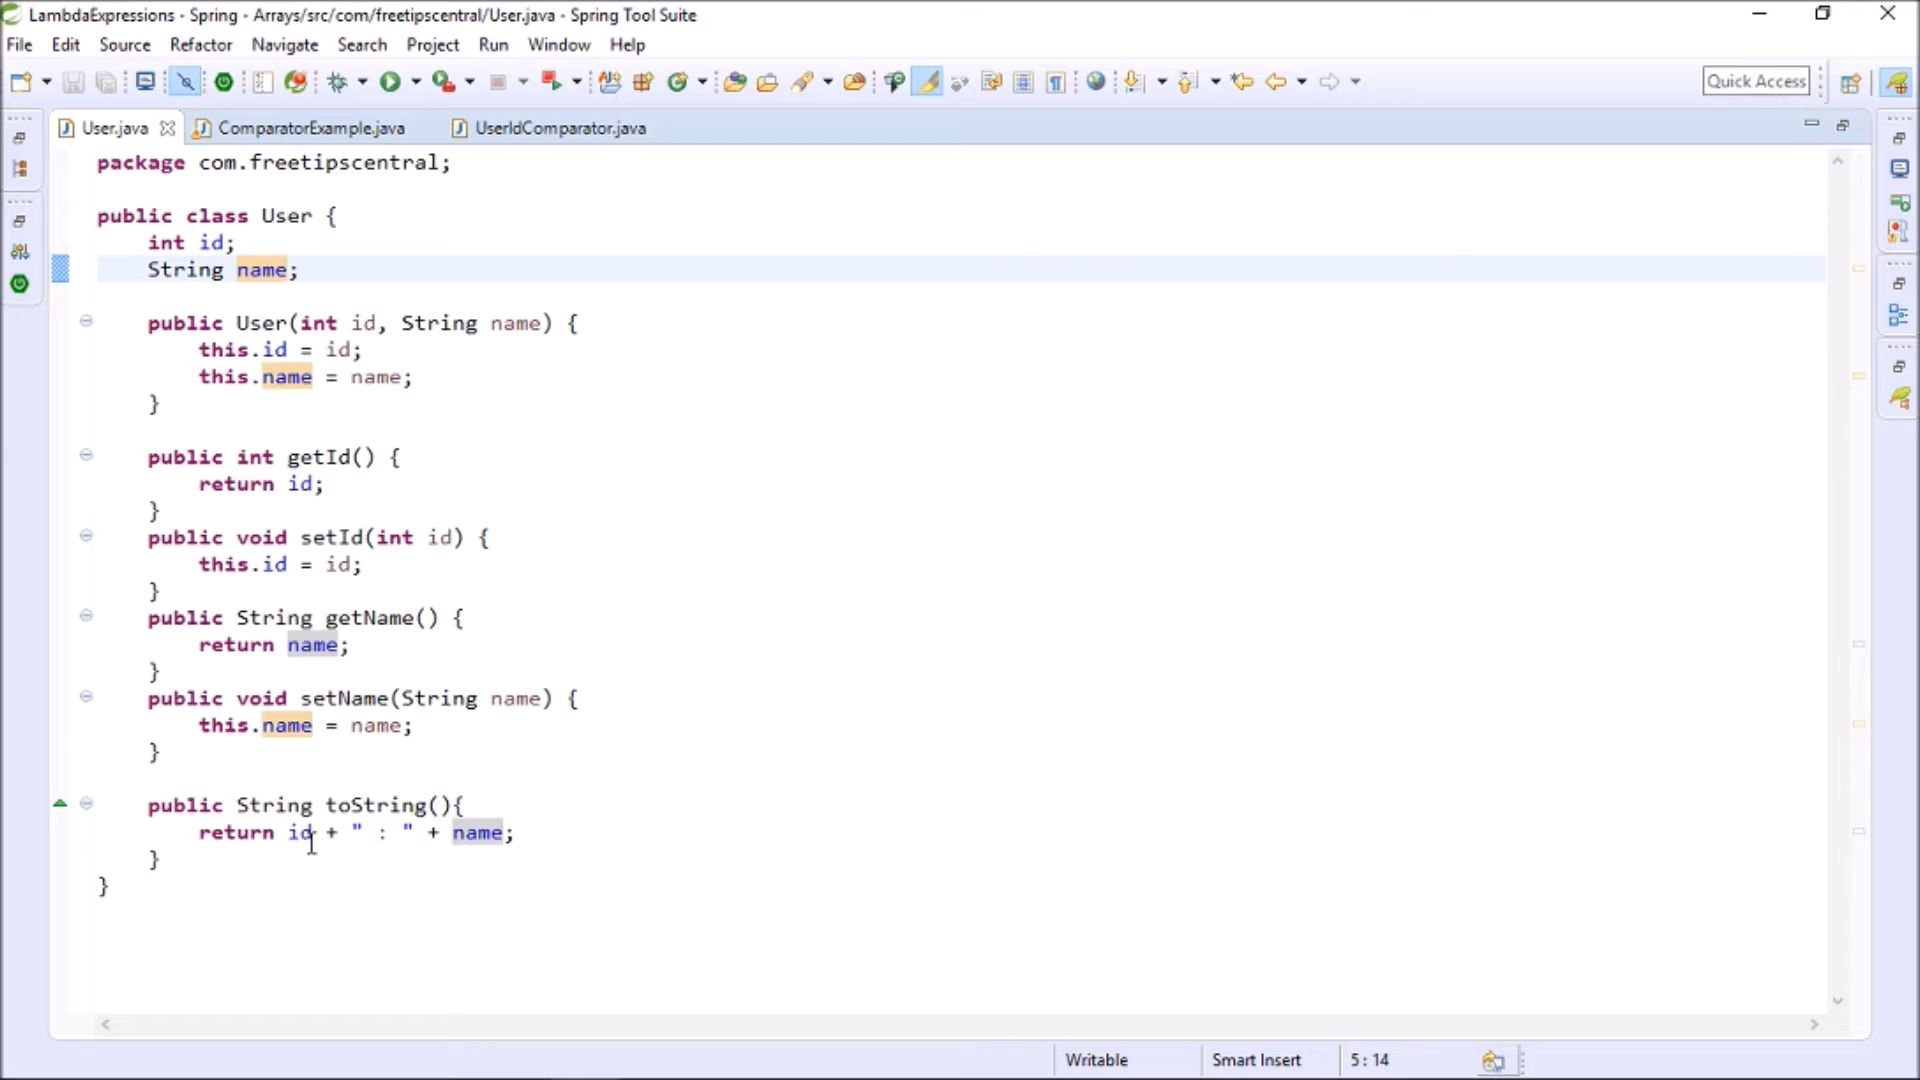 LambdaExpressions - Spring - Arrays/src/com/freetipscentral/User.java - Spring Tool Suite
File Edit Source Refactor Navigate Search Project Run Window Help
Quick Access
User.java ComparatorExample.java UserIdComparator.java
package com.freetipscentral;
public class User {
int id;
String name;
public User(int id, String name) {
this.id = id;
this.name = name;
}
public int getId() {
return id;
}
public void setId(int id) {
this.id = id;
}
public String getName() {
return name;
}
public void setName(String name) {
this.name = name;
}
public String toString(){
return id + " : " + name;
}
}
Writable Smart Insert 5 : 14